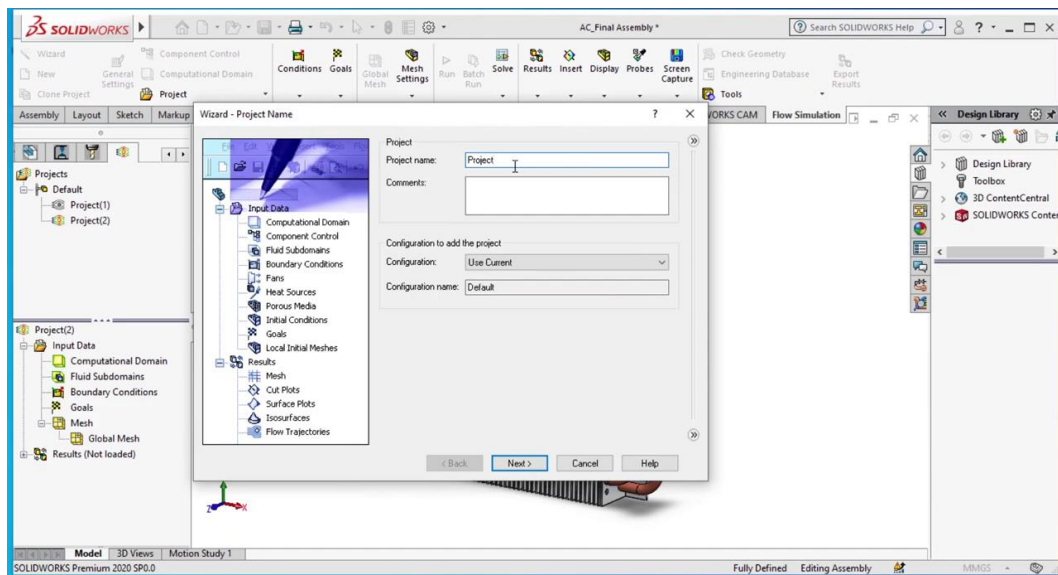 SOLIDWORKS
AC_Final Assembly *
Search SOLIDWORKS Help
Wizard
New
Clone Project
General Settings
Component Control
Computational Domain
Project
Conditions
Goals
Global Mesh
Mesh Settings
Run
Batch Run
Solve
Results
Insert
Display
Probes
Screen Capture
Check Geometry
Engineering Database
Tools
Export Results
Assembly
Layout
Sketch
Markup
ORKS CAM
Flow Simulation
Design Library
Projects
Default
Project(1)
Project(2)
Project(2)
Input Data
Computational Domain
Fluid Subdomains
Boundary Conditions
Goals
Mesh
Global Mesh
Results (Not loaded)
Wizard - Project Name
Input Data
Computational Domain
Component Control
Fluid Subdomains
Boundary Conditions
Fans
Heat Sources
Porous Media
Initial Conditions
Goals
Local Initial Meshes
Results
Mesh
Cut Plots
Surface Plots
Isosurfaces
Flow Trajectories
Project
Project name: Project
Comments:
Configuration to add the project
Configuration: Use Current
Configuration name: Default
< Back
Next >
Cancel
Help
Design Library
Toolbox
3D ContentCentral
SOLIDWORKS Conte
Z
X
Model
3D Views
Motion Study 1
SOLIDWORKS Premium 2020 SP0.0
Fully Defined
Editing Assembly
MMGS